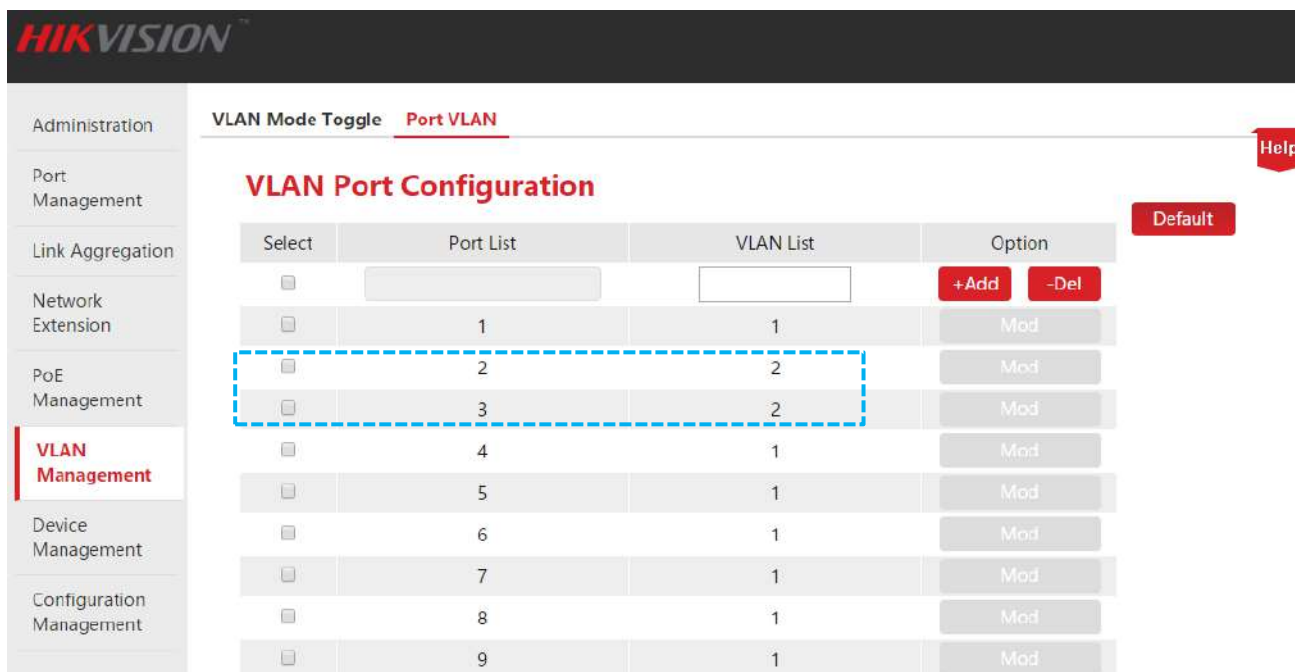 HIKVISION™
Administration
Port
Management
Link Aggregation
Network
Extension
PoE
Management
VLAN
Management
Device
Management
Configuration
Management
VLAN Mode Toggle Port VLAN
Help
VLAN Port Configuration
Default
Select Port List VLAN List Option
+Add -Del
1 1 Mod
2 2 Mod
3 2 Mod
4 1 Mod
5 1 Mod
6 1 Mod
7 1 Mod
8 1 Mod
9 1 Mod